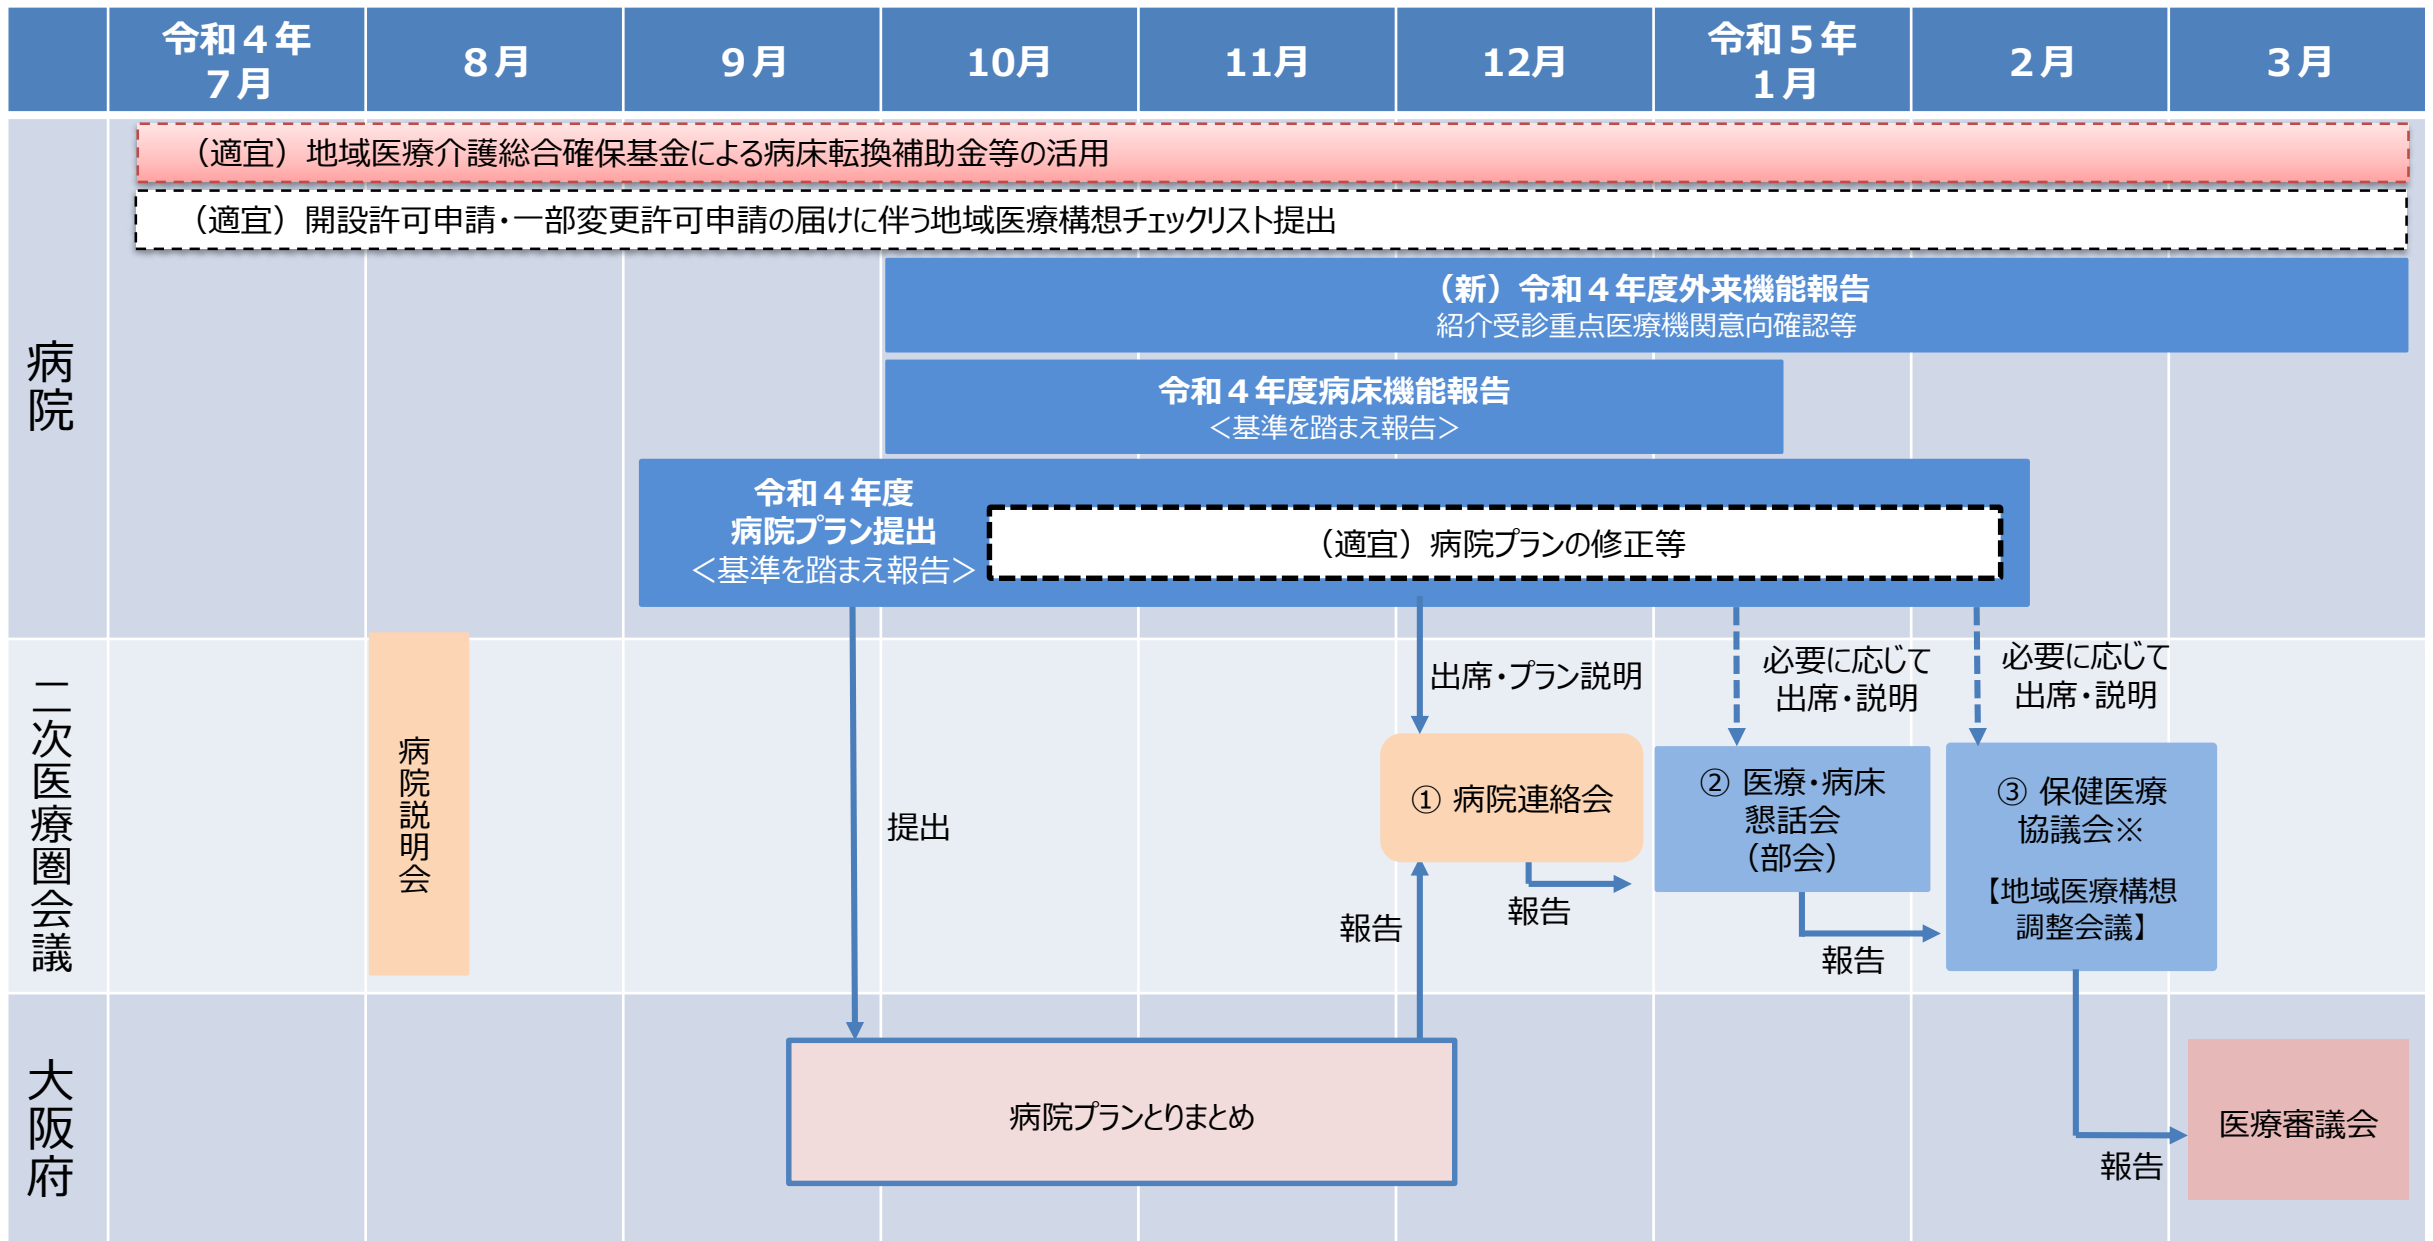 令和４年
７月
８月
９月
10月
11月
12月
令和５年
１月
２月
３月
病院
（適宜）地域医療介護総合確保基金による病床転換補助金等の活用
（適宜）開設許可申請・一部変更許可申請の届けに伴う地域医療構想チェックリスト提出
（新）令和４年度外来機能報告
紹介受診重点医療機関意向確認等
令和４年度病床機能報告
＜基準を踏まえ報告＞
令和４年度
病院プラン提出
＜基準を踏まえ報告＞
（適宜）病院プランの修正等
二次医療圏会議
病院説明会
提出
出席・プラン説明
必要に応じて
出席・説明
必要に応じて
出席・説明
① 病院連絡会
② 医療・病床
懇話会
（部会）
③ 保健医療
協議会※
【地域医療構想
調整会議】
報告
報告
報告
大阪府
病院プランとりまとめ
医療審議会
報告